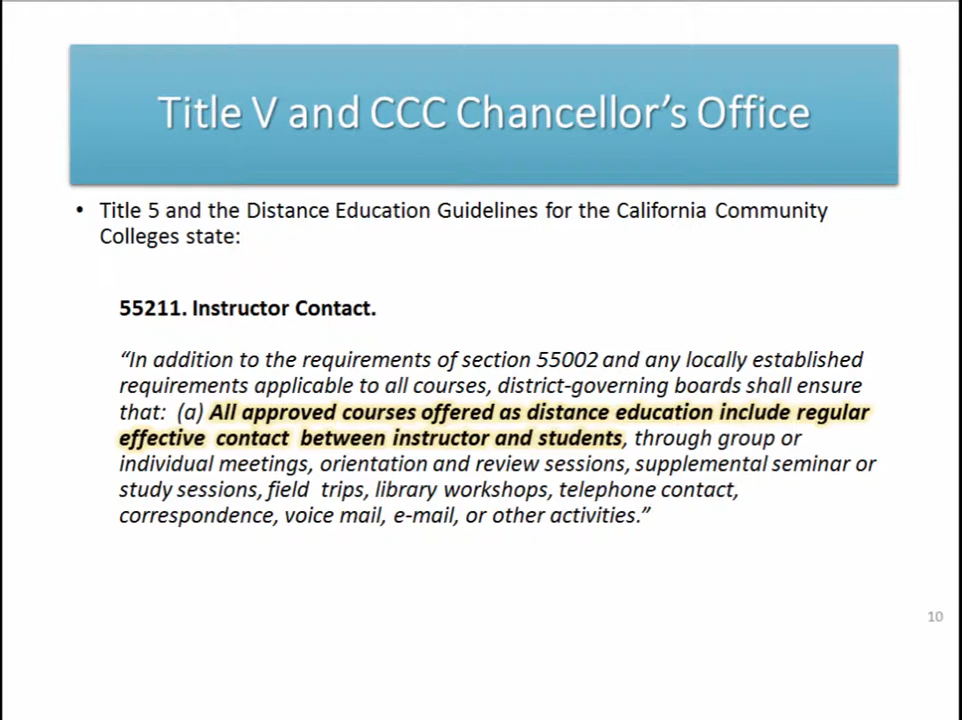 Title V and CCC Chancellor’s Office
• Title 5 and the Distance Education Guidelines for the California Community
Colleges state:
55211. Instructor Contact.
“In addition to the requirements of section 55002 and any locally established
requirements applicable to all courses, district-governing boards shall ensure
that: (a) All approved courses offered as distance education include regular
effective contact between instructor and students, through group or
individual meetings, orientation and review sessions, supplemental seminar or
study sessions, field trips, library workshops, telephone contact,
correspondence, voice mail, e-mail, or other activities.”
10